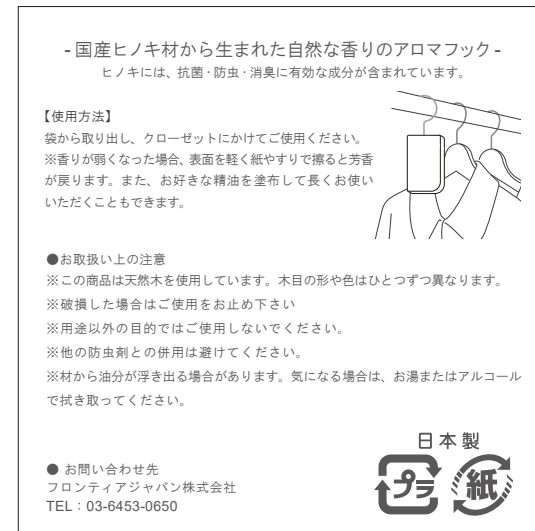 - 国産ヒノキ材から生まれた自然な香りのアロマフック -
ヒノキには、抗菌・防虫・消臭に有効な成分が含まれています。
【使用方法】
袋から取り出し、クローゼットにかけてご使用ください。
※香りが弱くなった場合、表面を軽く紙やすりで擦ると芳香
が戻ります。また、お好きな精油を塗布して長くお使い
いただくこともできます。
●お取扱い上の注意
※この商品は天然木を使用しています。木目の形や色はひとつずつ異なります。
※破損した場合はご使用をお止め下さい
※用途以外の目的ではご使用しないでください。
※他の防虫剤との併用は避けてください。
※材から油分が浮き出る場合があります。気になる場合は、お湯またはアルコール
で拭き取ってください。
● お問い合わせ先
フロンティアジャパン株式会社
TEL：03-6453-0650
日本製
プラ 紙